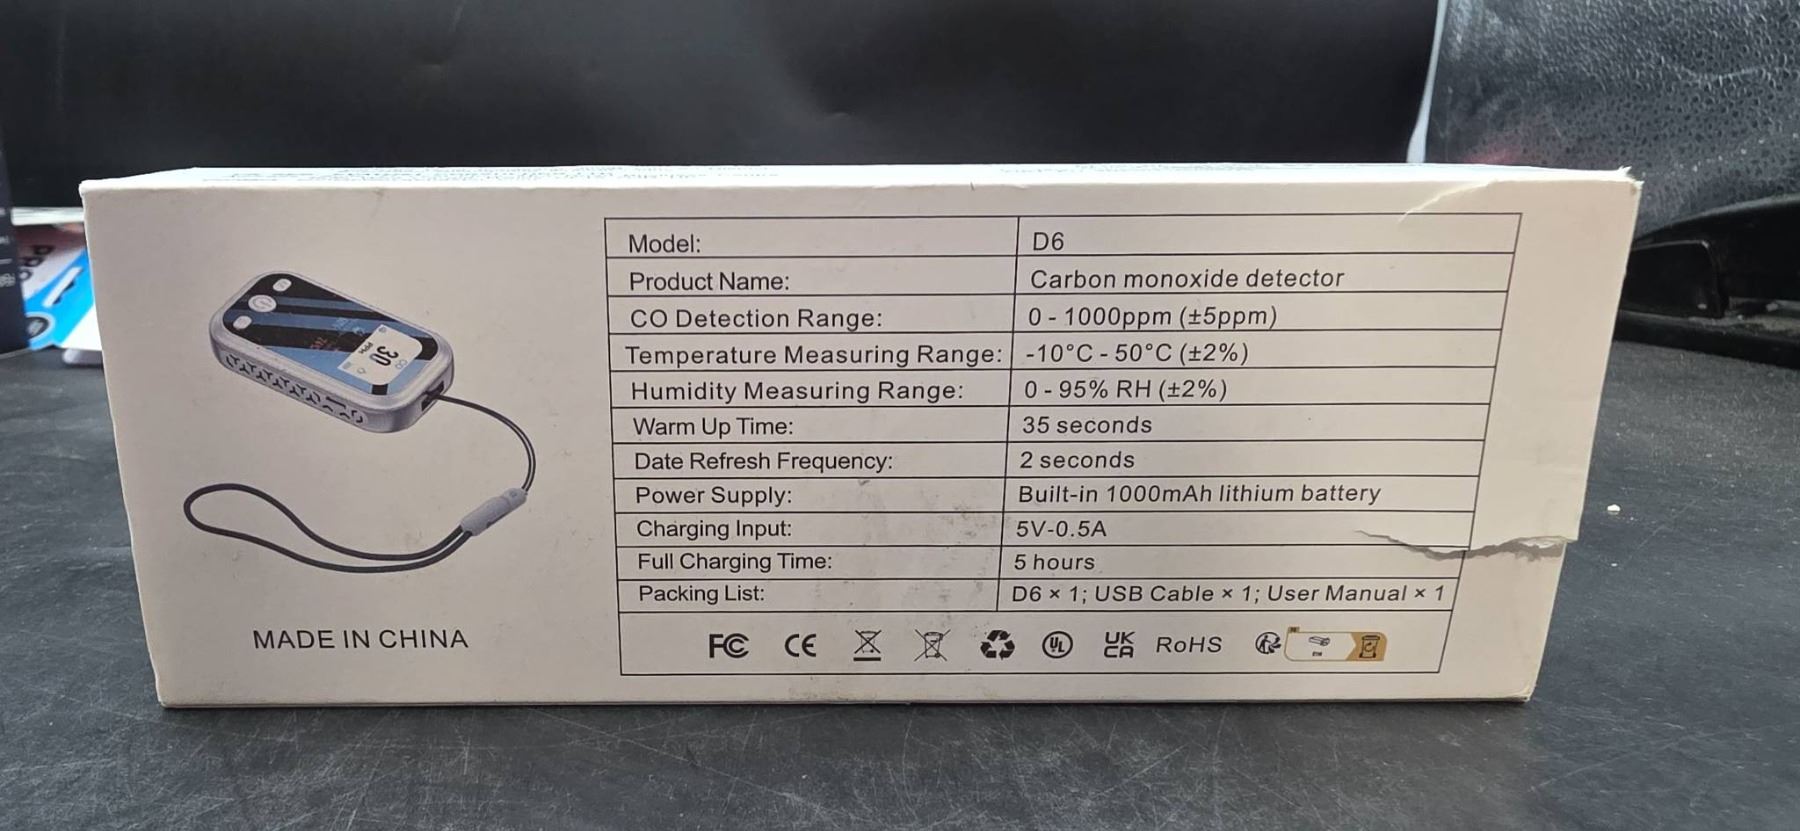 Model: D6
Product Name: Carbon monoxide detector
CO Detection Range: 0 - 1000ppm (±5ppm)
Temperature Measuring Range: -10°C - 50°C (±2%)
Humidity Measuring Range: 0 - 95% RH (±2%)
Warm Up Time: 35 seconds
Date Refresh Frequency: 2 seconds
Power Supply: Built-in 1000mAh lithium battery
Charging Input: 5V-0.5A
Full Charging Time: 5 hours
Packing List: D6 × 1; USB Cable × 1; User Manual × 1
FC CE UL UK CA RoHS
MADE IN CHINA
30
PPM